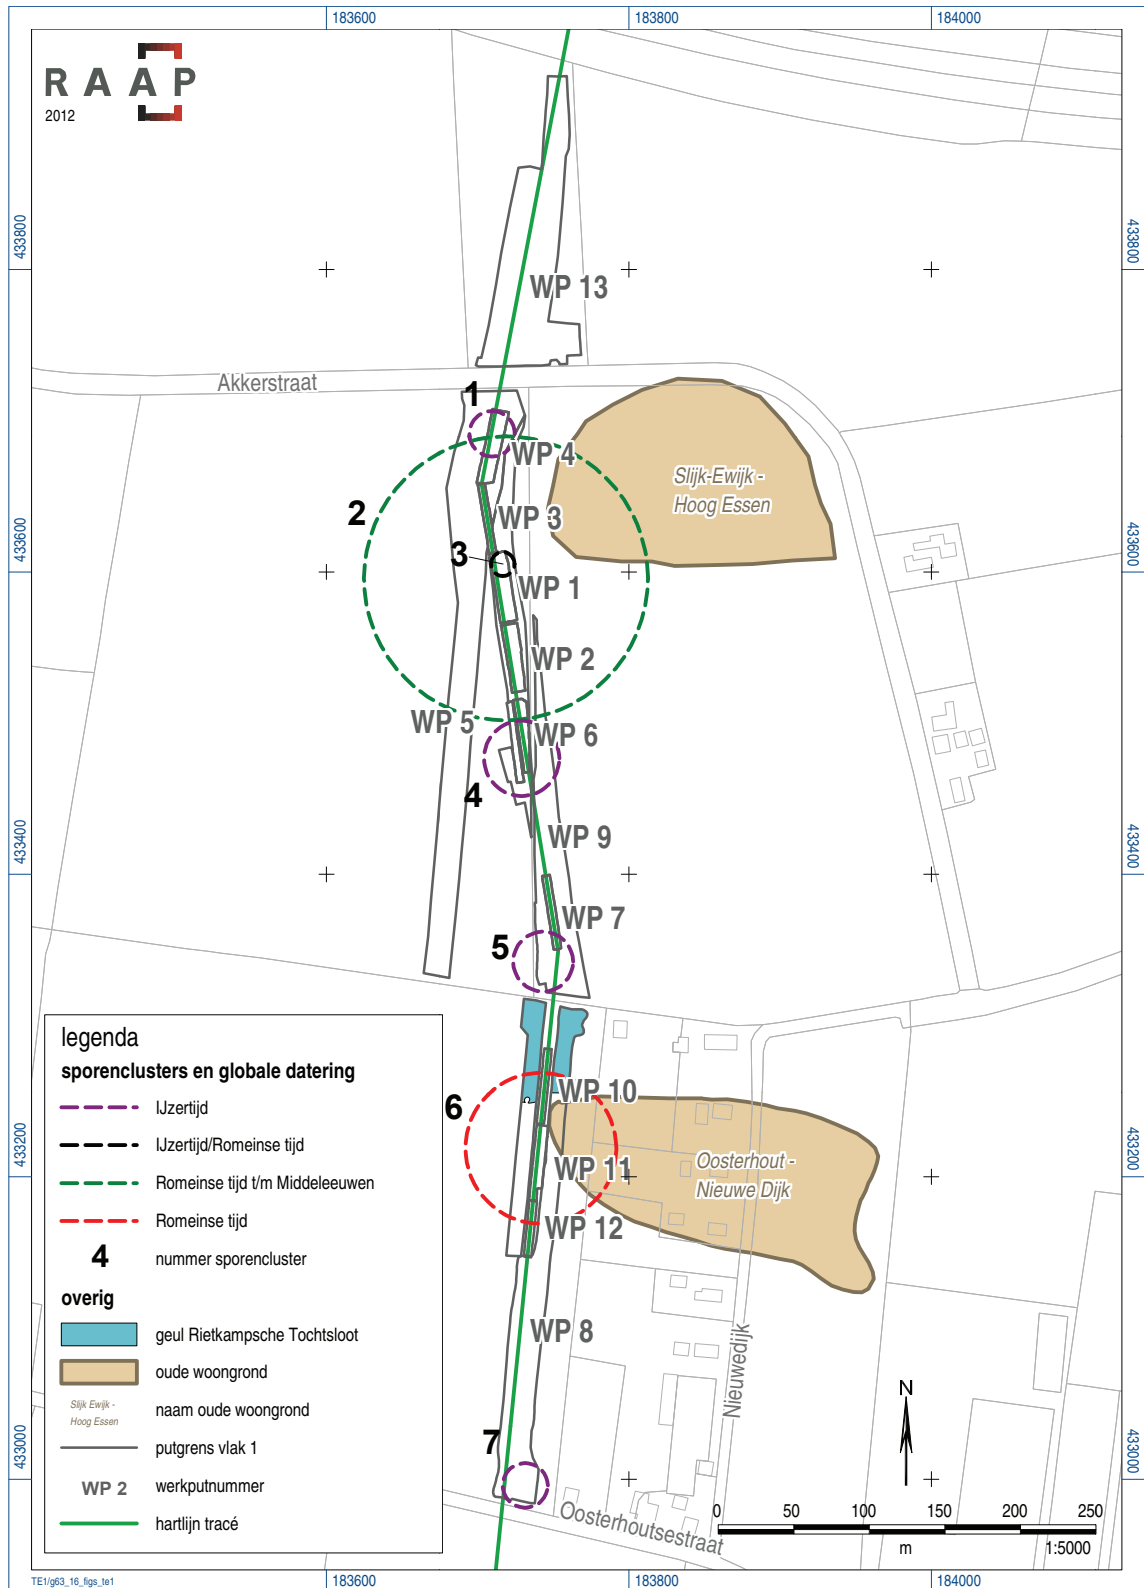 183600
183800
184000
RAAP
2012
433800
433800
WP 13
Akkerstraat
1
WP 4
Slijk-Ewijk -
Hoog Essen
2
WP 3
3
433600
433600
WP 1
WP 2
WP 5
WP 6
4
WP 9
433400
433400
WP 7
5
legenda
sporenclusters en globale datering
IJzertijd
IJzertijd/Romeinse tijd
Romeinse tijd t/m Middeleeuwen
Romeinse tijd
4 nummer sporencluster
overig
geul Rietkampsche Tochtsloot
oude woongrond
Slijk Ewijk -
Hoog Essen
naam oude woongrond
putgrens vlak 1
WP 2 werkputnummer
hartlijn tracé
6
WP 10
433200
433200
WP 11
Oosterhout -
Nieuwe Dijk
WP 12
WP 8
Nieuwedijk
7
433000
433000
Oosterhoutsestraat
N
0 50 100 150 200 250
m 1:5000
TE1/g63_16_figs_te1
183600
183800
184000